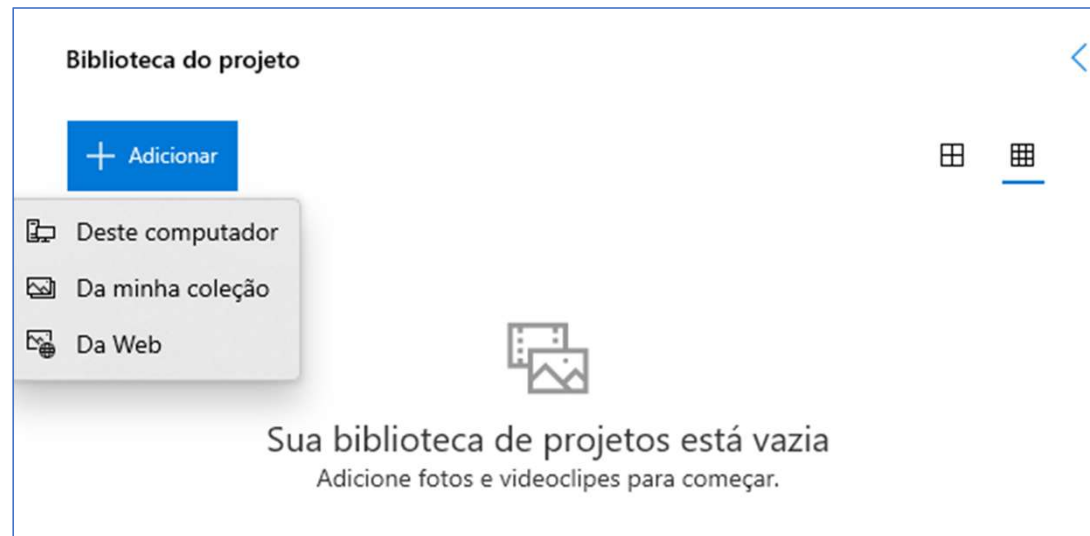 Biblioteca do projeto
Adicionar
Deste computador
Da minha coleção
Da Web
Sua biblioteca de projetos está vazia
Adicione fotos e videoclipes para começar.